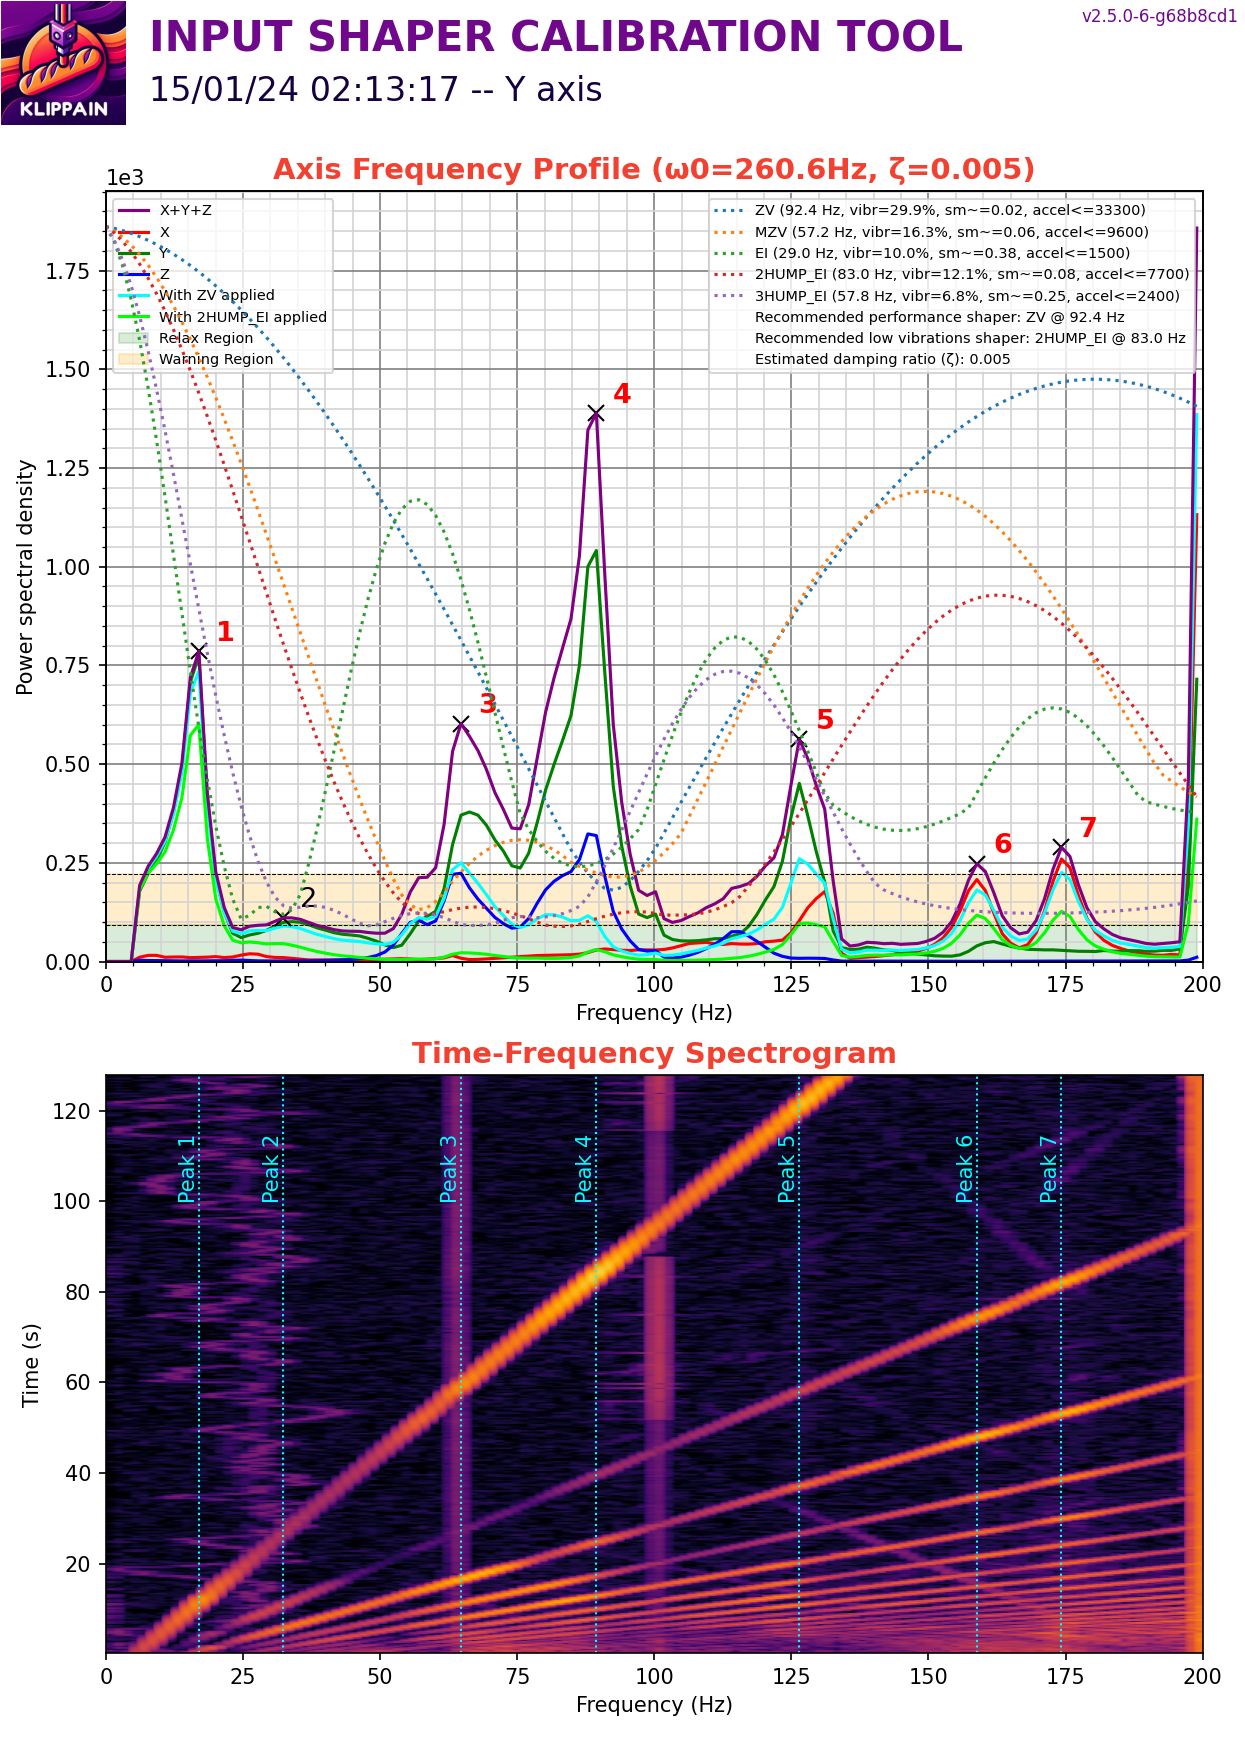 KLIPPAIN
INPUT SHAPER CALIBRATION TOOL
v2.5.0-6-g68b8cd1
15/01/24 02:13:17 -- Y axis
Axis Frequency Profile (ω0=260.6Hz, ζ=0.005)
1e3
X+Y+Z
X
Y
Z
With ZV applied
With 2HUMP_EI applied
Relax Region
Warning Region
ZV (92.4 Hz, vibr=29.9%, sm~=0.02, accel<=33300)
MZV (57.2 Hz, vibr=16.3%, sm~=0.06, accel<=9600)
EI (29.0 Hz, vibr=10.0%, sm~=0.38, accel<=1500)
2HUMP_EI (83.0 Hz, vibr=12.1%, sm~=0.08, accel<=7700)
3HUMP_EI (57.8 Hz, vibr=6.8%, sm~=0.25, accel<=2400)
Recommended performance shaper: ZV @ 92.4 Hz
Recommended low vibrations shaper: 2HUMP_EI @ 83.0 Hz
Estimated damping ratio (ζ): 0.005
Power spectral density
1.75
1.50
1.25
1.00
0.75
0.50
0.25
0.00
1
2
3
4
5
6
7
0 25 50 75 100 125 150 175 200
Frequency (Hz)
Time-Frequency Spectrogram
Time (s)
120
100
80
60
40
20
Peak 1
Peak 2
Peak 3
Peak 4
Peak 5
Peak 6
Peak 7
0 25 50 75 100 125 150 175 200
Frequency (Hz)